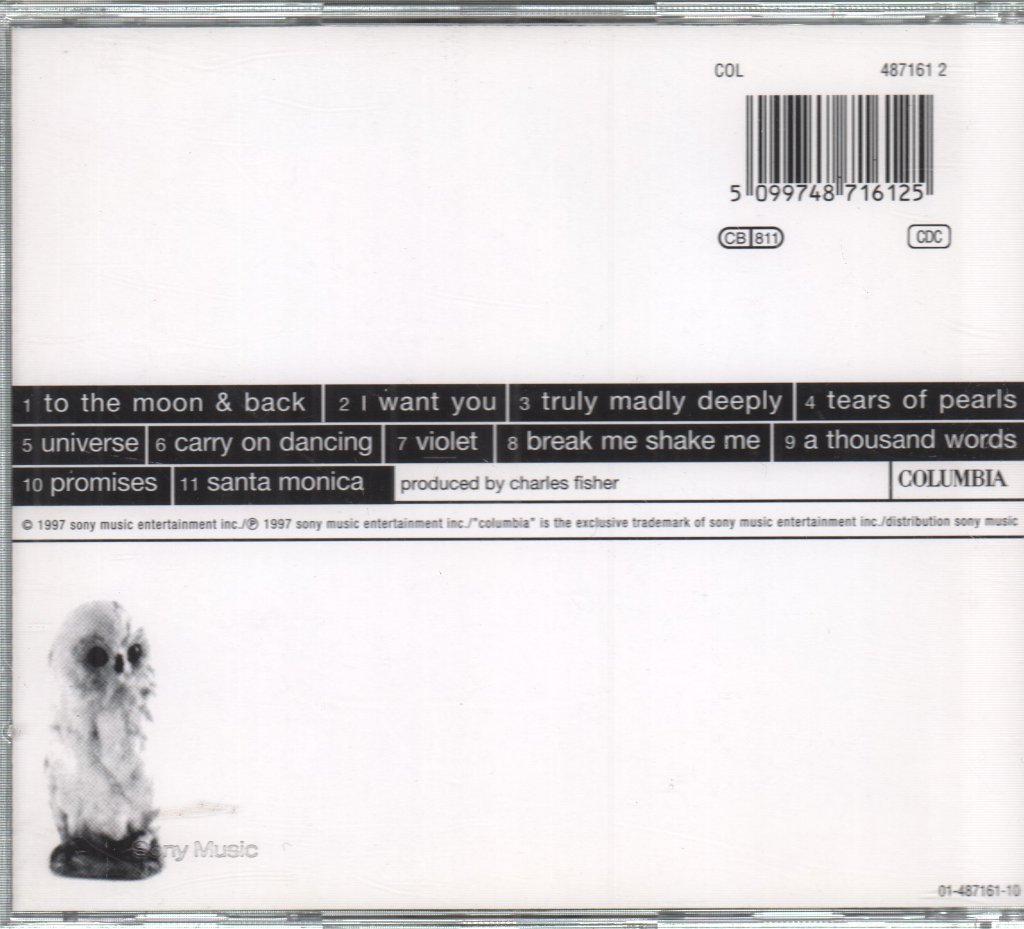 COL 487161 2
5 099748 716125
CB 811 CDC
1 to the moon & back 2 I want you 3 truly madly deeply 4 tears of pearls
5 universe 6 carry on dancing 7 violet 8 break me shake me 9 a thousand words
10 promises 11 santa monica produced by charles fisher COLUMBIA
© 1997 sony music entertainment inc./℗ 1997 sony music entertainment inc./"columbia" is the exclusive trademark of sony music entertainment inc./distribution sony music
Sony Music
01-487161-10